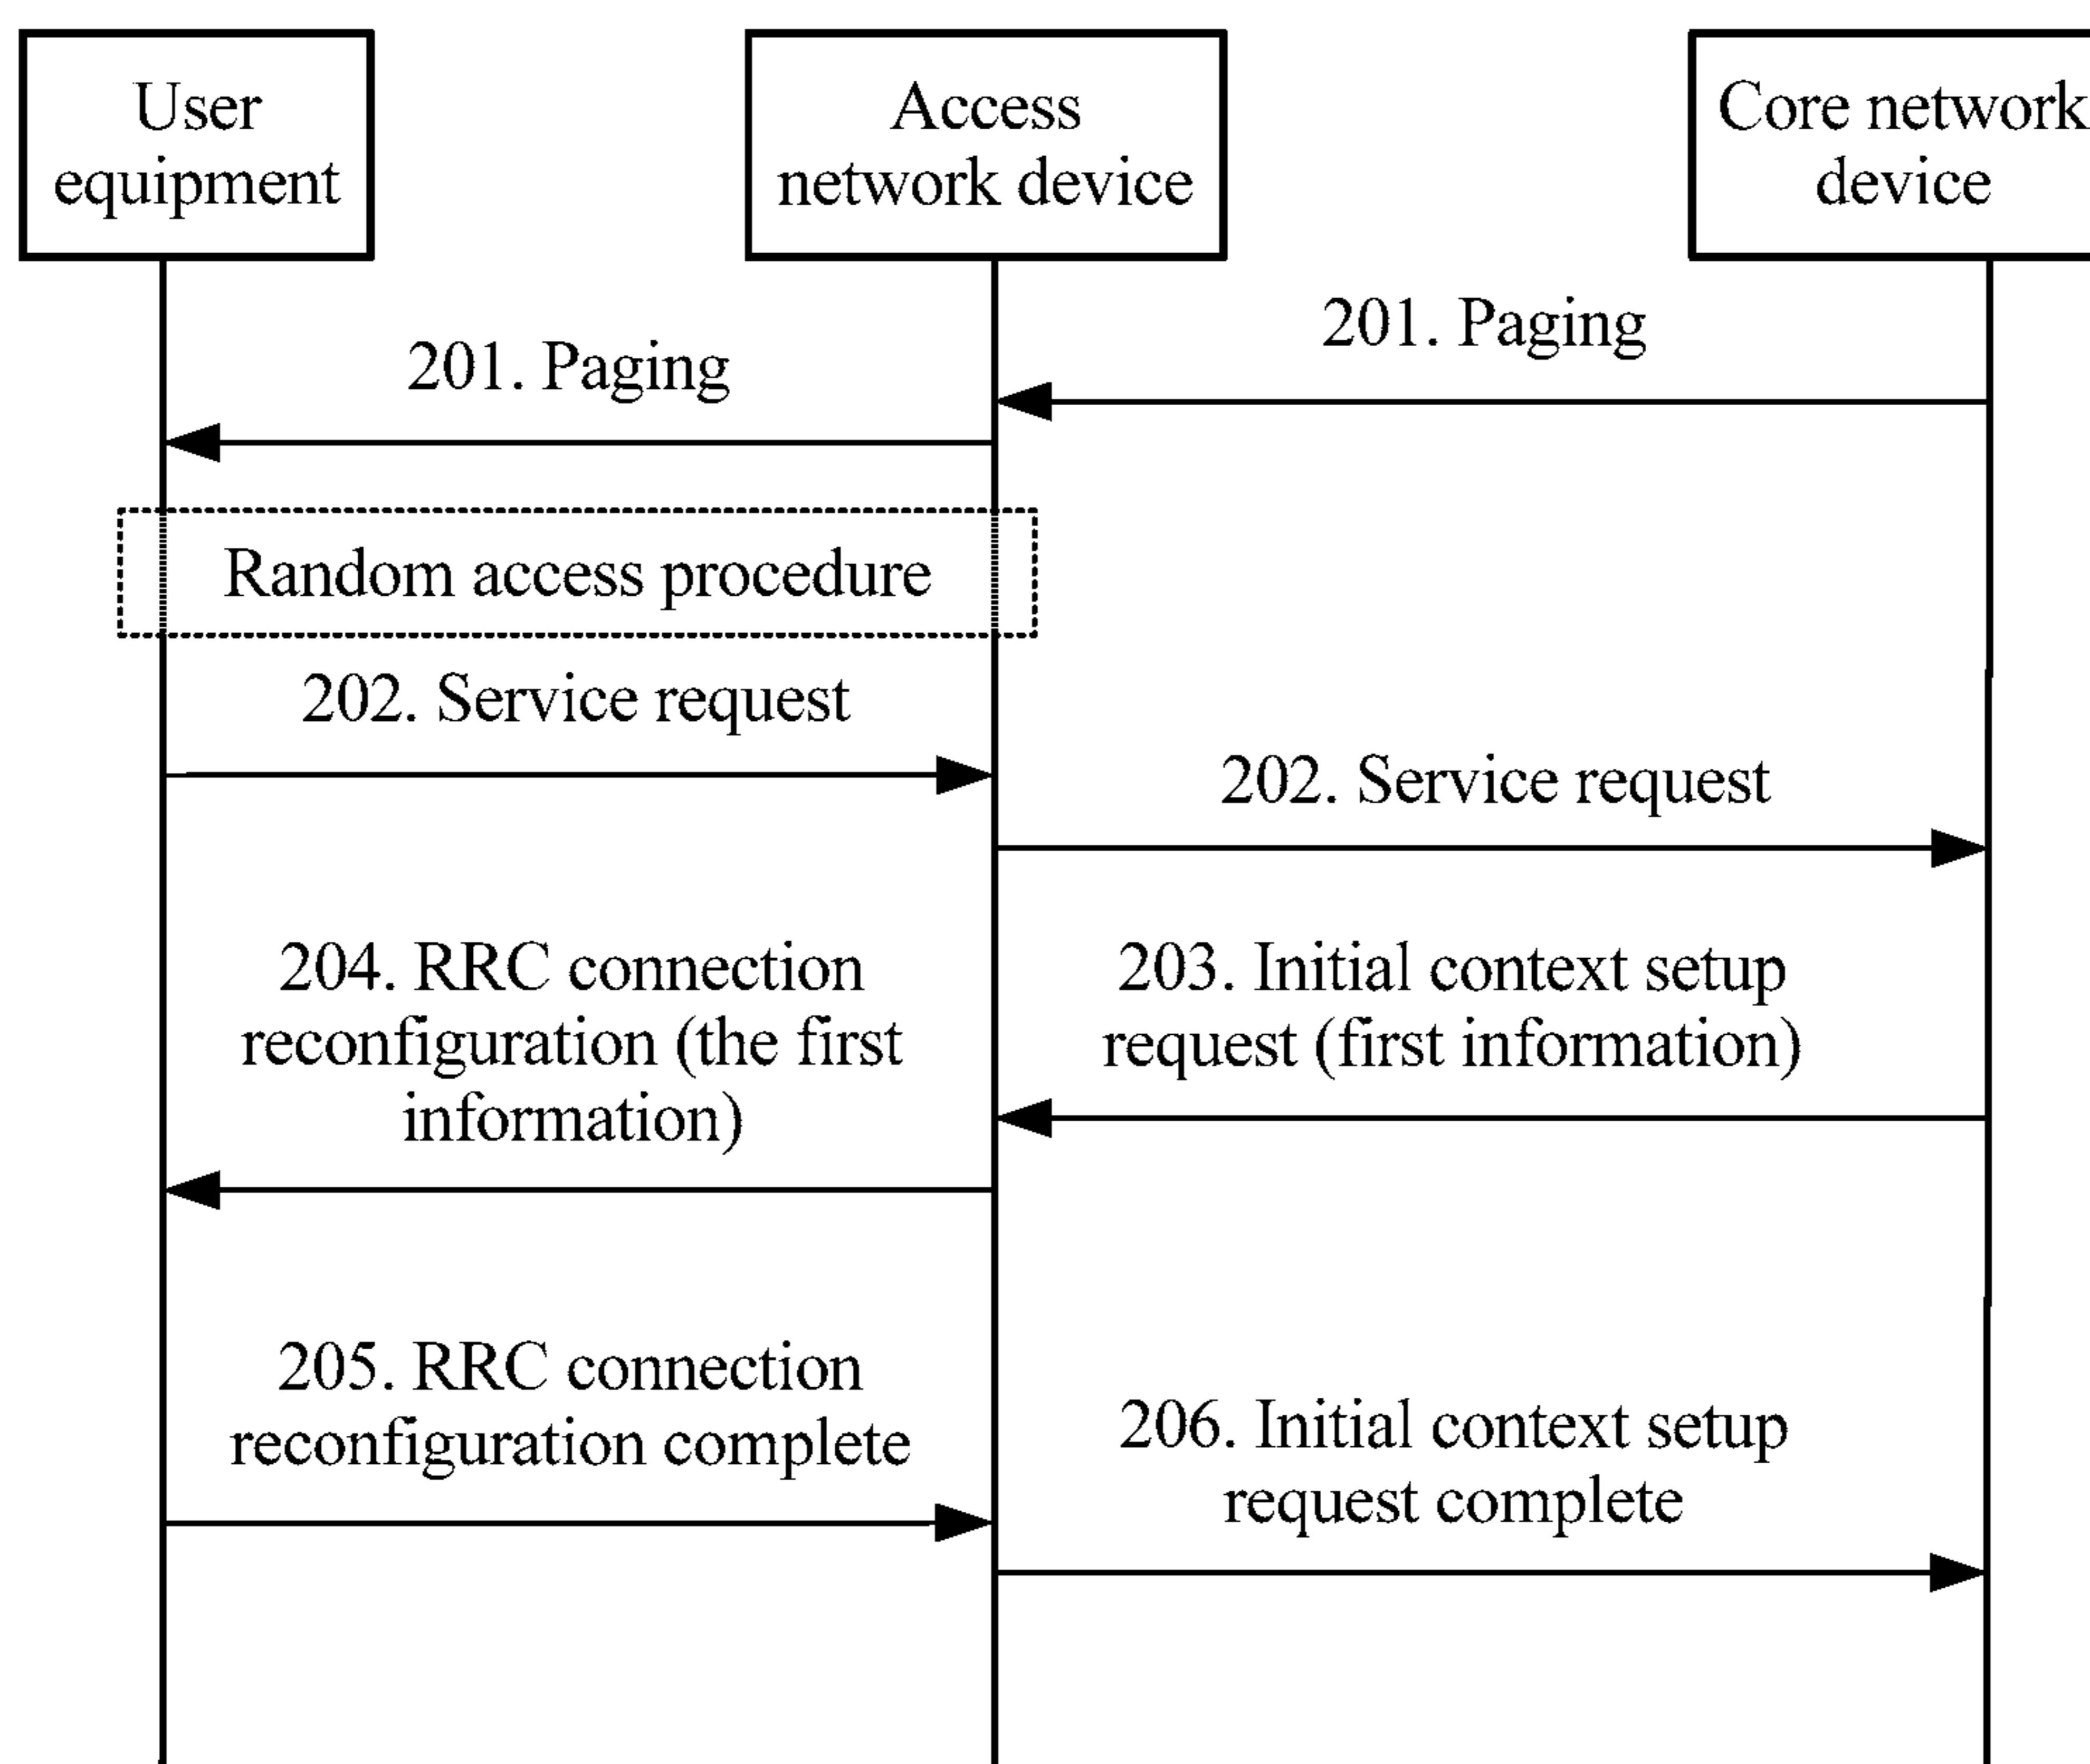 User
equipment
Access
network device
Core network
device
201. Paging
201. Paging
Random access procedure
202. Service request
202. Service request
204. RRC connection
reconfiguration (the first
information)
203. Initial context setup
request (first information)
205. RRC connection
reconfiguration complete
206. Initial context setup
request complete